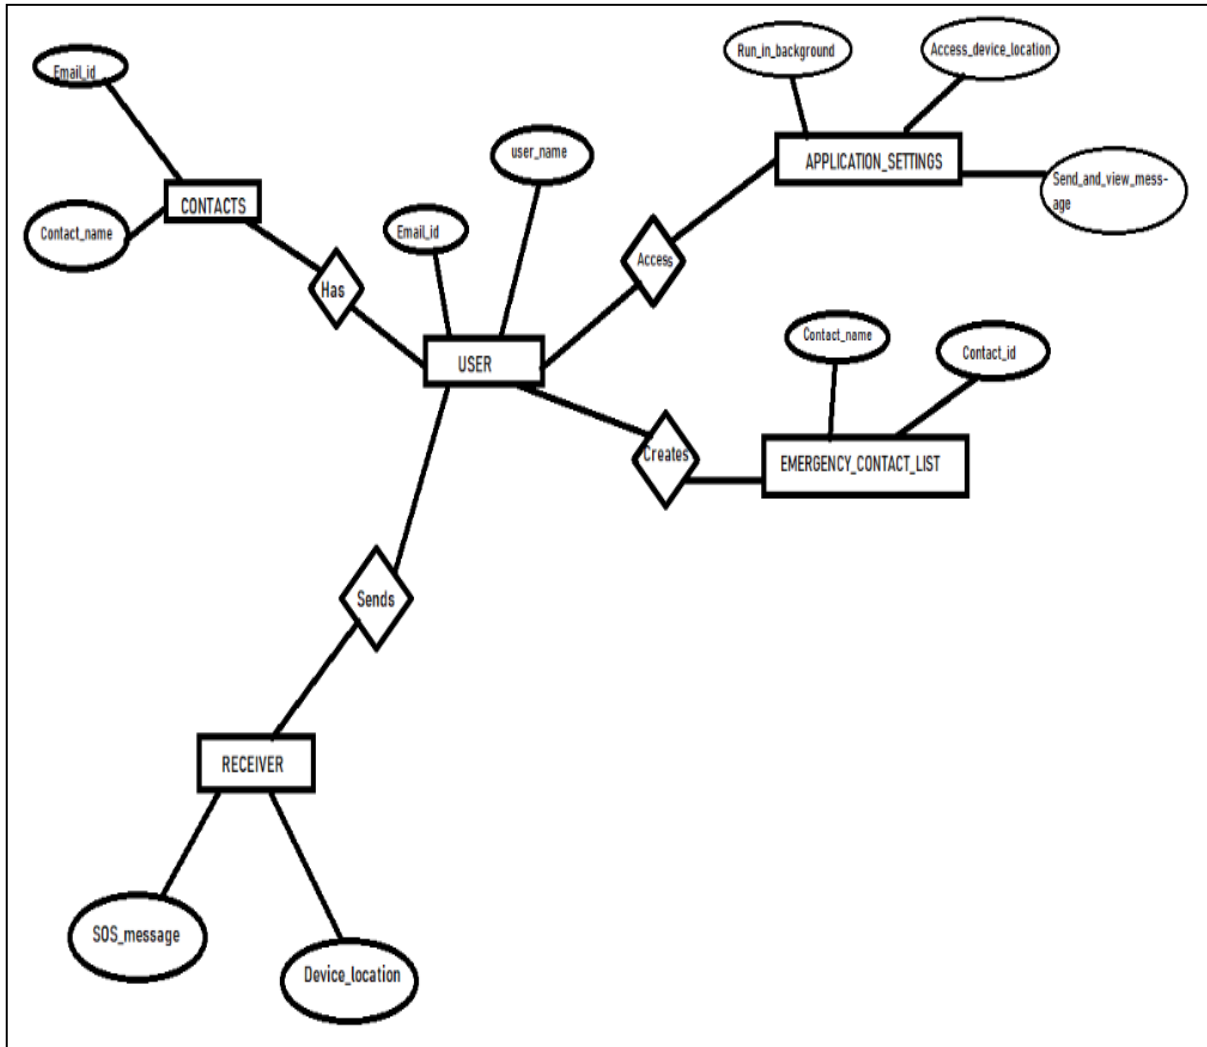 Run_in_background
Access_device_location
Email_id
user_name
APPLICATION_SETTINGS
Send_and_view_mess-
age
CONTACTS
Contact_name
Email_id
Access
Has
Contact_name
Contact_id
USER
Creates
EMERGENCY_CONTACT_LIST
Sends
RECEIVER
SOS_message
Device_location